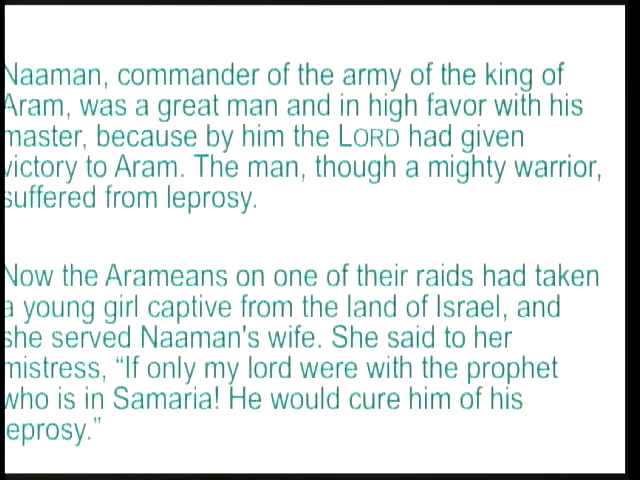 Naaman, commander of the army of the king of
Aram, was a great man and in high favor with his
master, because by him the LORD had given
victory to Aram. The man, though a mighty warrior,
suffered from leprosy.
Now the Arameans on one of their raids had taken
a young girl captive from the land of Israel, and
she served Naaman's wife. She said to her
mistress, “If only my lord were with the prophet
who is in Samaria! He would cure him of his
eprosy.”